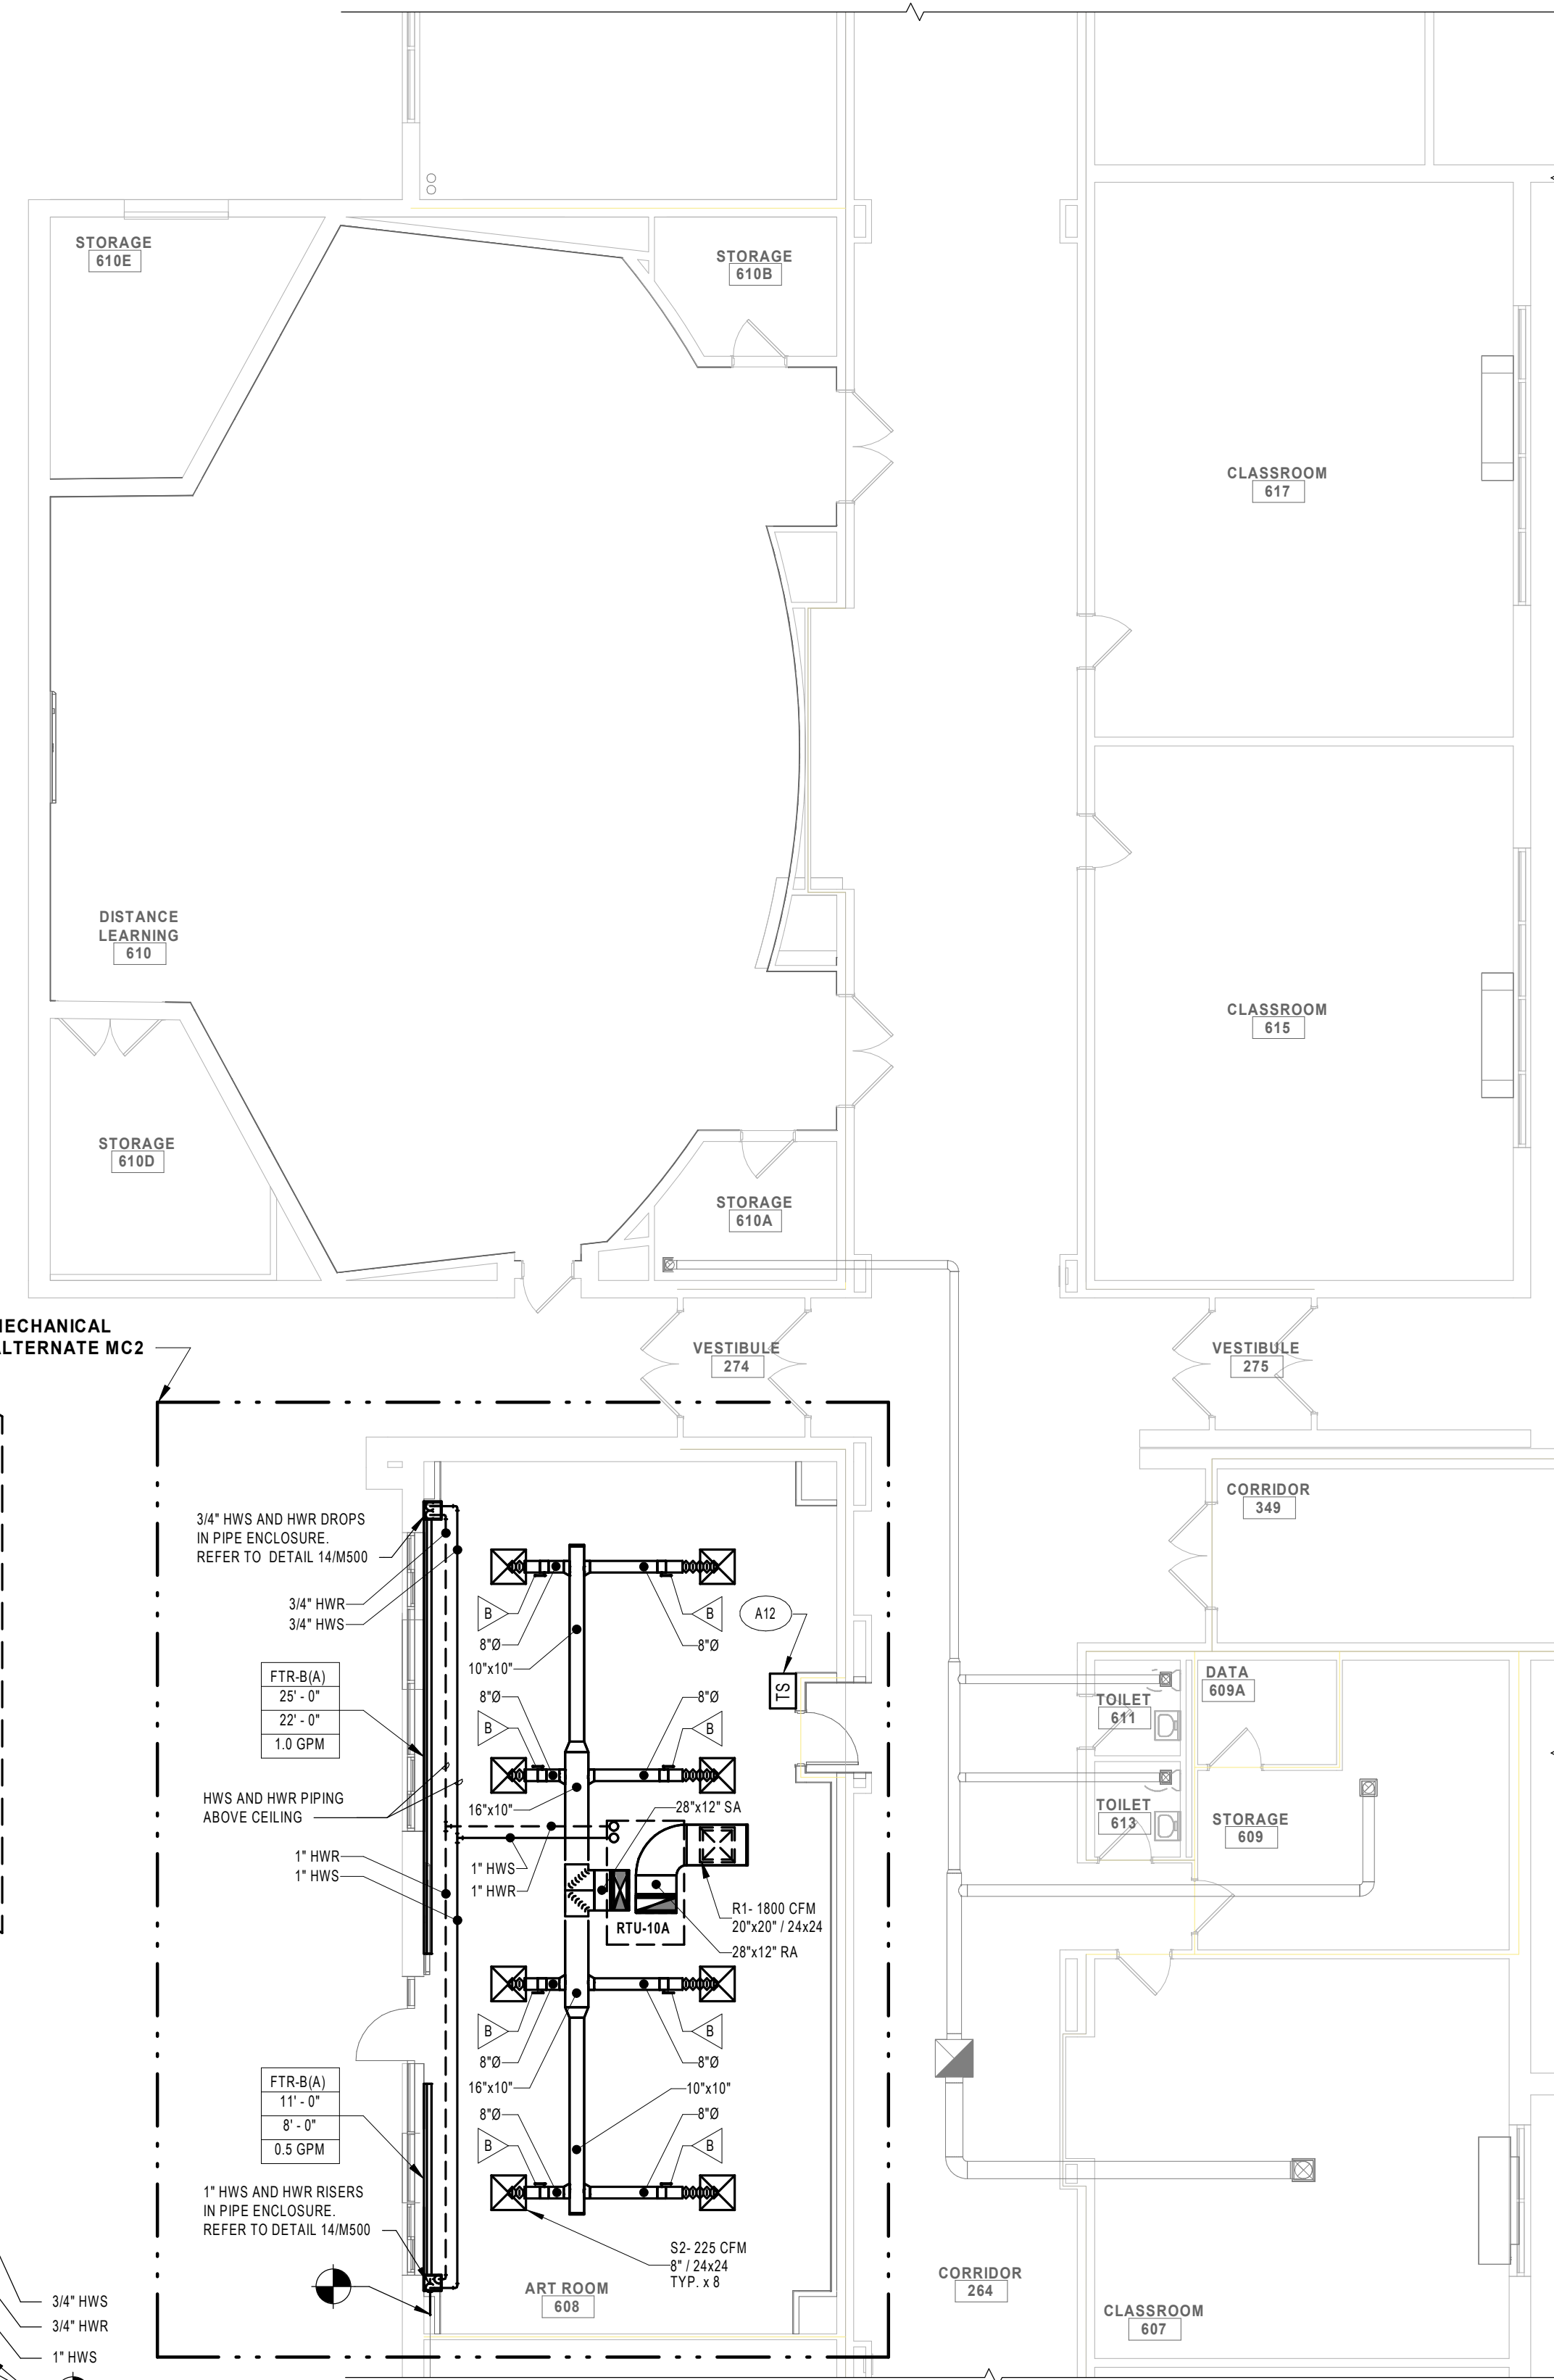 STORAGE
610E
STORAGE
610B
CLASSROOM
617
DISTANCE
LEARNING
610
CLASSROOM
615
STORAGE
610D
STORAGE
610A
MC2
VESTIBULE
274
VESTIBULE
275
3/4" HWS AND HWR DROPS
IN PIPE ENCLOSURE.
REFER TO DETAIL 14/M500
CORRIDOR
349
3/4" HWR
3/4" HWS
B
B
A12
8"Ø
8"Ø
10"x10"
TS
FTR-B(A)
25' - 0"
22' - 0"
1.0 GPM
8"Ø
8"Ø
B
B
DATA
609A
TOILET
611
HWS AND HWR PIPING
ABOVE CEILING
16"x10"
28"x12" SA
TOILET
613
STORAGE
609
1" HWR
1" HWS
1" HWS
1" HWR
R1- 1800 CFM
20"x20" / 24x24
RTU-10A
28"x12" RA
B
B
8"Ø
8"Ø
16"x10"
10"x10"
FTR-B(A)
11' - 0"
8' - 0"
0.5 GPM
8"Ø
8"Ø
B
B
1" HWS AND HWR RISERS
IN PIPE ENCLOSURE.
REFER TO DETAIL 14/M500
S2- 225 CFM
8" / 24x24
TYP. x 8
ART ROOM
608
CORRIDOR
264
CLASSROOM
607
3/4" HWS
3/4" HWR
1" HWS